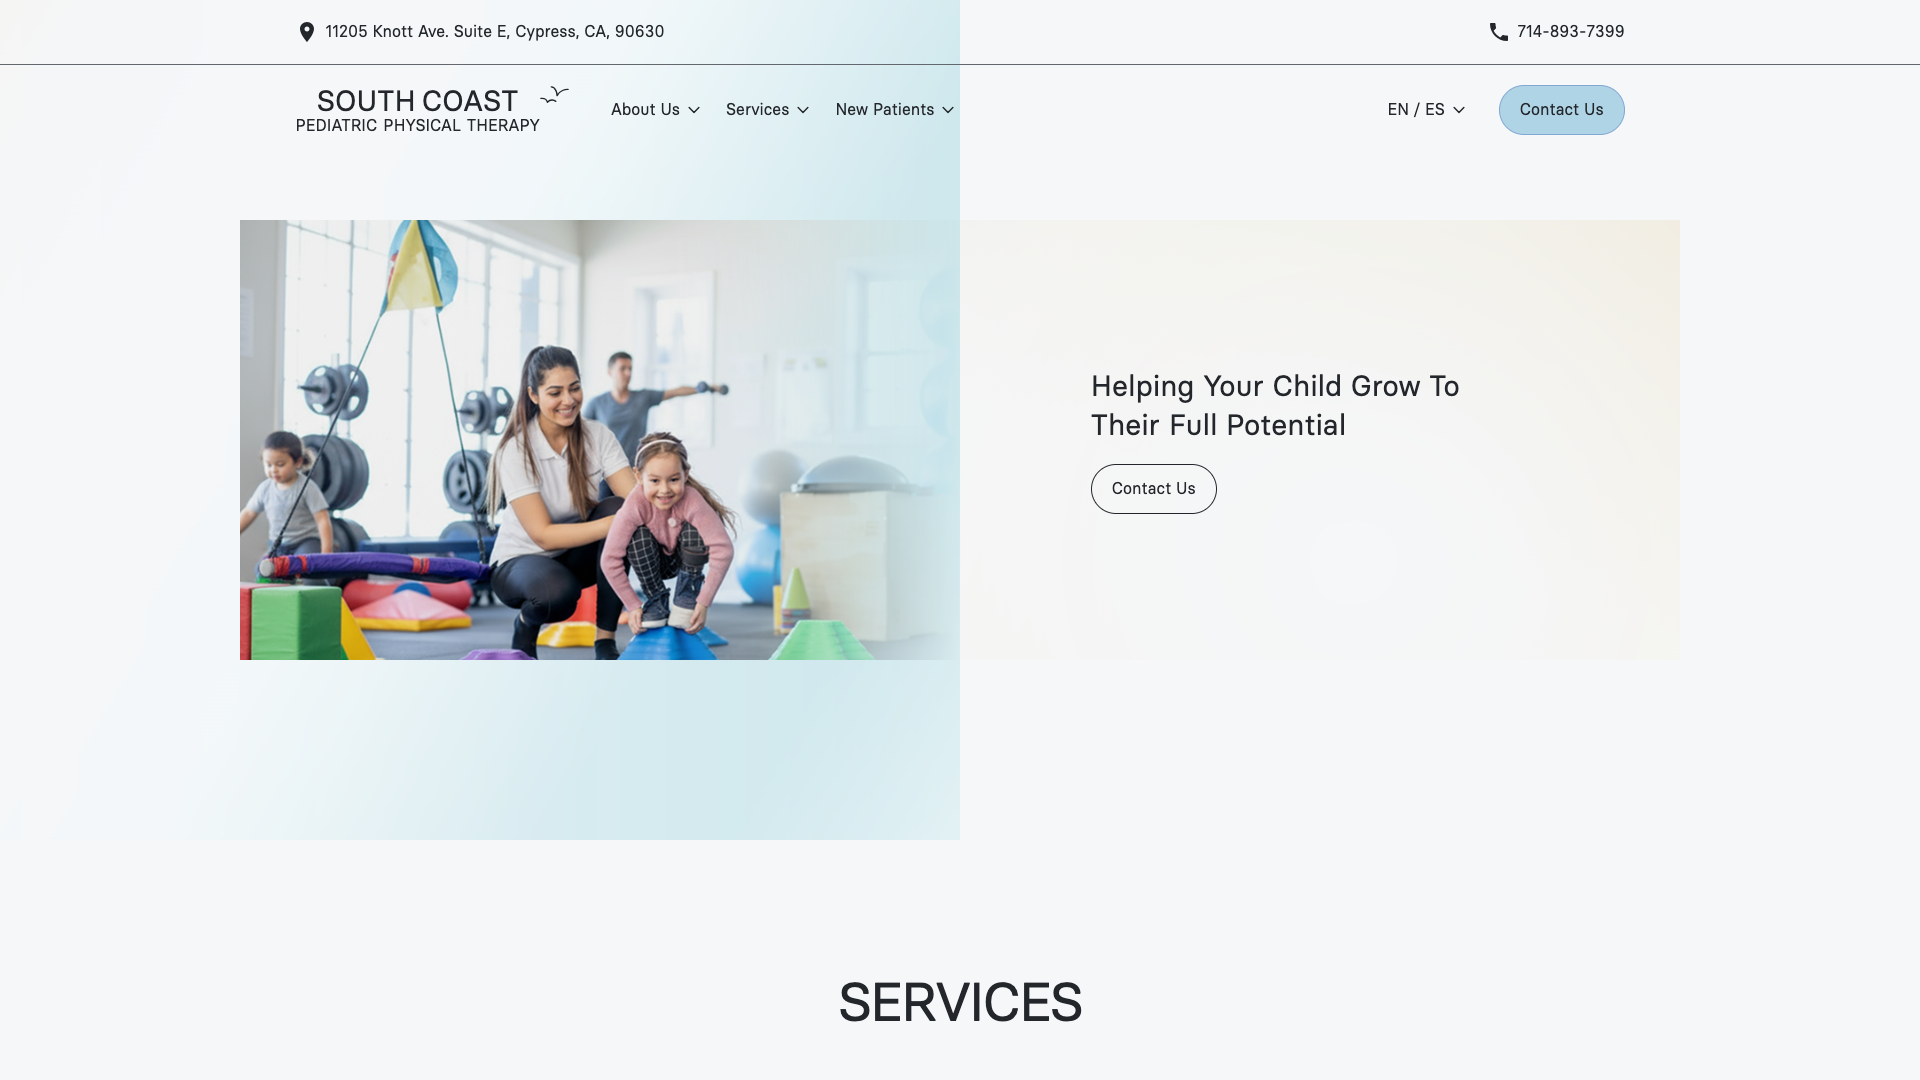 11205 Knott Ave. Suite E, Cypress, CA, 90630
714-893-7399
SOUTH COAST
PEDIATRIC PHYSICAL THERAPY
About Us
Services
New Patients
EN / ES
Contact Us
Helping Your Child Grow To
Their Full Potential
Contact Us
SERVICES